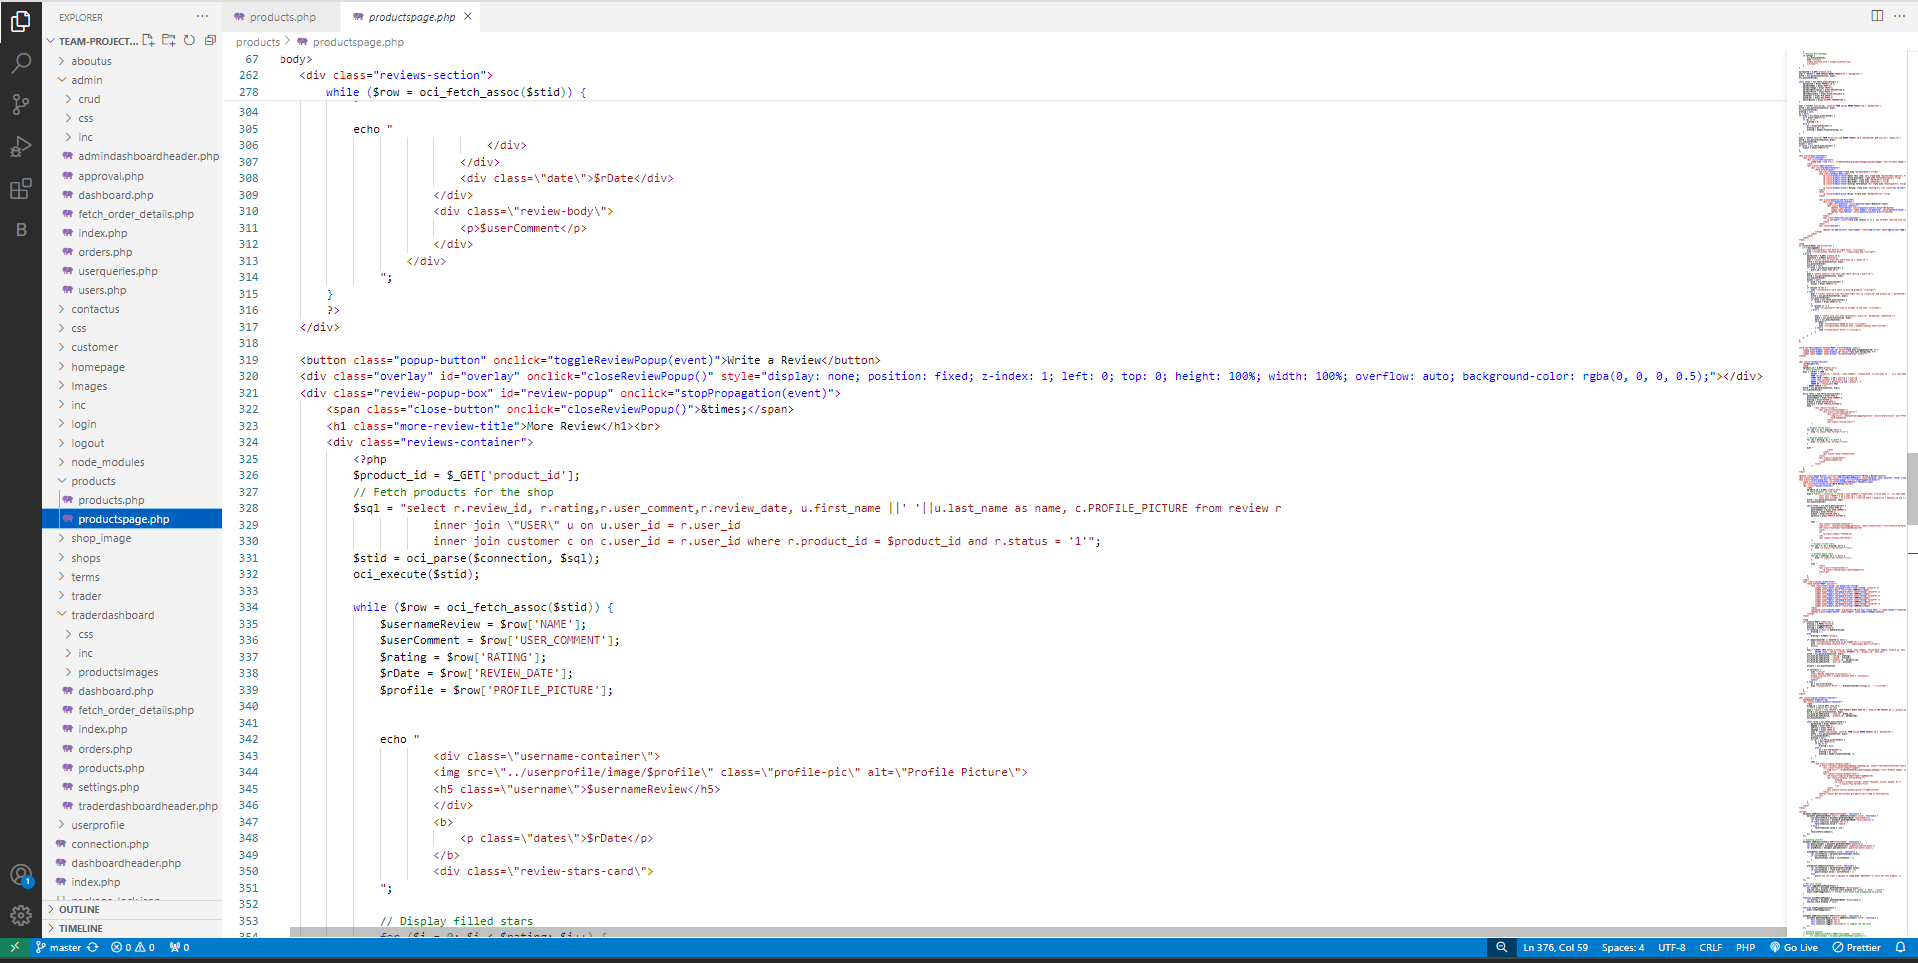 EXPLORER
TEAM-PROJECT...
aboutus
admin
crud
css
inc
admindashboardheader.php
approval.php
dashboard.php
fetch_order_details.php
index.php
orders.php
userqueries.php
users.php
contactus
css
customer
homepage
Images
inc
login
logout
node_modules
products
products.php
productspage.php
shop_image
shops
terms
trader
traderdashboard
css
inc
productsImages
dashboard.php
fetch_order_details.php
index.php
orders.php
products.php
settings.php
traderdashboardheader.php
userprofile
connection.php
dashboardheader.php
index.php
OUTLINE
TIMELINE
products.php
productspage.php
products > productspage.php
67 body>
262 <div class="reviews-section">
278 while ($row = oci_fetch_assoc($stid)) {
304
305 echo "
306 </div>
307 </div>
308 <div class=\"date\">$rDate</div>
309 </div>
310 <div class=\"review-body\">
311 <p>$userComment</p>
312 </div>
313 </div>
314 ";
315 }
316 ?>
317 </div>
318
319 <button class="popup-button" onclick="toggleReviewPopup(event)">Write a Review</button>
320 <div class="overlay" id="overlay" onclick="closeReviewPopup()" style="display: none; position: fixed; z-index: 1; left: 0; top: 0; height: 100%; width: 100%; overflow: auto; background-color: rgba(0, 0, 0, 0.5);"></div>
321 <div class="review-popup-box" id="review-popup" onclick="stopPropagation(event)">
322 <span class="close-button" onclick="closeReviewPopup()">&times;</span>
323 <h1 class="more-review-title">More Review</h1><br>
324 <div class="reviews-container">
325 <?php
326 $product_id = $_GET['product_id'];
327 // Fetch products for the shop
328 $sql = "select r.review_id, r.rating,r.user_comment,r.review_date, u.first_name ||' '||u.last_name as name, c.PROFILE_PICTURE from review r
329 inner join \"USER\" u on u.user_id = r.user_id
330 inner join customer c on c.user_id = r.user_id where r.product_id = $product_id and r.status = '1'";
331 $stid = oci_parse($connection, $sql);
332 oci_execute($stid);
333
334 while ($row = oci_fetch_assoc($stid)) {
335 $usernameReview = $row['NAME'];
336 $userComment = $row['USER_COMMENT'];
337 $rating = $row['RATING'];
338 $rDate = $row['REVIEW_DATE'];
339 $profile = $row['PROFILE_PICTURE'];
340
341
342 echo "
343 <div class=\"username-container\">
344 <img src=\"../userprofile/image/$profile\" class=\"profile-pic\" alt=\"Profile Picture\">
345 <h5 class=\"username\">$usernameReview</h5>
346 </div>
347 <b>
348 <p class=\"dates\">$rDate</p>
349 </b>
350 <div class=\"review-stars-card\">
351 ";
352
353 // Display filled stars
B
1
master
0 0
0
Ln 376, Col 59
Spaces: 4
UTF-8
CRLF
PHP
Go Live
Prettier